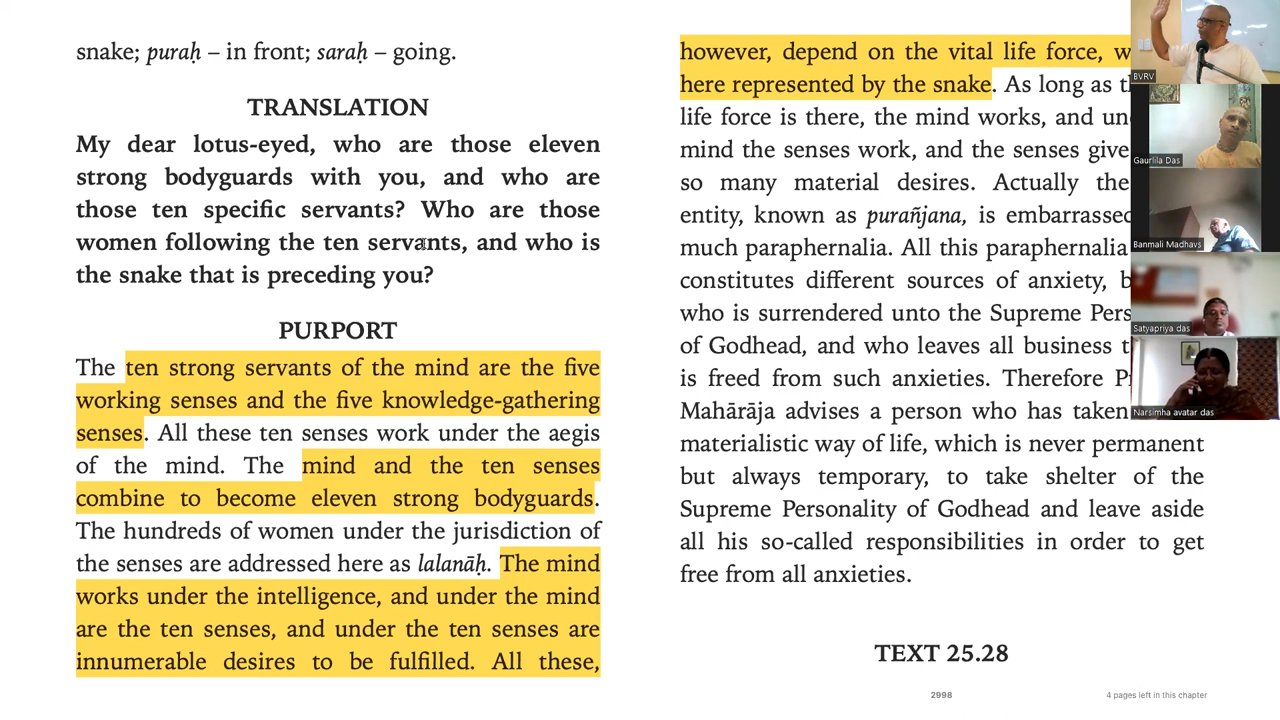 snake; puraḥ – in front; saraḥ – going.
TRANSLATION
My dear lotus-eyed, who are those eleven
strong bodyguards with you, and who are
those ten specific servants? Who are those
women following the ten servants, and who is
the snake that is preceding you?
PURPORT
The ten strong servants of the mind are the five
working senses and the five knowledge-gathering
senses. All these ten senses work under the aegis
of the mind. The mind and the ten senses
combine to become eleven strong bodyguards.
The hundreds of women under the jurisdiction of
the senses are addressed here as lalanāḥ. The mind
works under the intelligence, and under the mind
are the ten senses, and under the ten senses are
innumerable desires to be fulfilled. All these,
however, depend on the vital life force,
here represented by the snake. As long as
life force is there, the mind works, and
mind the senses work, and the senses give
so many material desires. Actually the
entity, known as purañjana, is embarrassed
much paraphernalia. All this paraphernalia
constitutes different sources of anxiety,
who is surrendered unto the Supreme
of Godhead, and who leaves all business
is freed from such anxieties. Therefore
Mahārāja advises a person who has taken
materialistic way of life, which is never permanent
but always temporary, to take shelter of the
Supreme Personality of Godhead and leave aside
all his so-called responsibilities in order to get
free from all anxieties.
TEXT 25.28
2998
4 pages left in this chapter
BVRV
Gaurlila Das
Banmali Madhavs
Satyapriya das
Narsimha avatar das